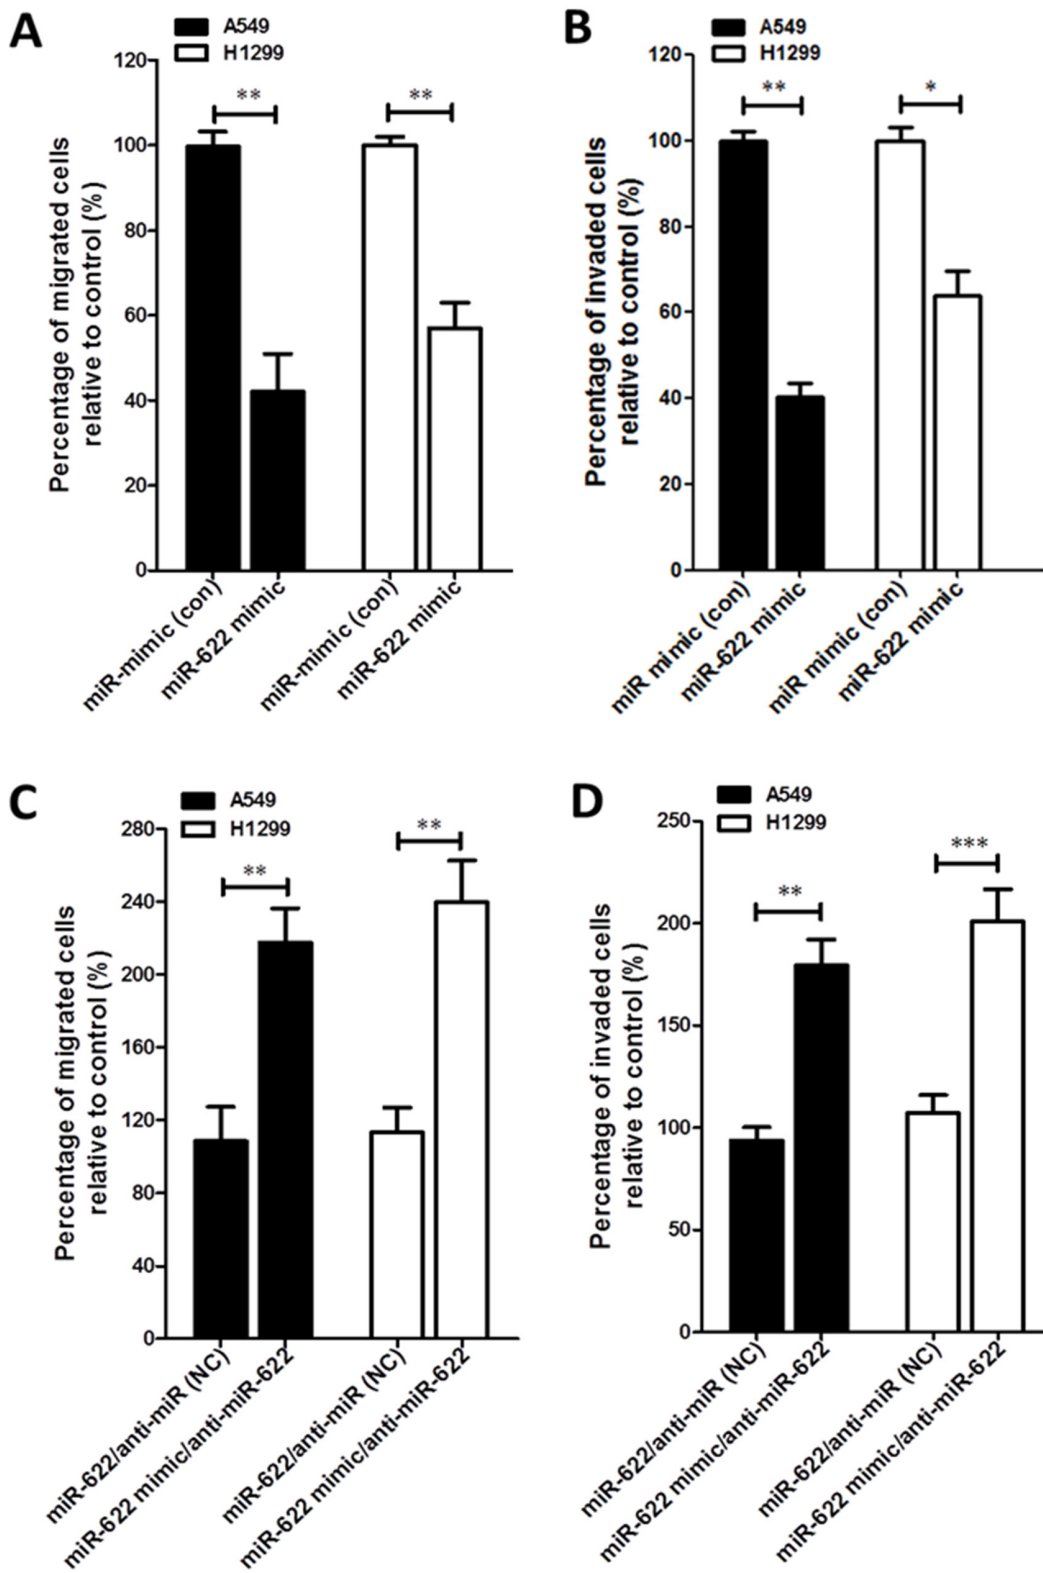 A
A549
H1299
Percentage of migrated cells
relative to control (%)
120
100
80
60
40
20
0
**
**
miR-mimic (con)
miR-622 mimic
miR-mimic (con)
miR-622 mimic
B
A549
H1299
Percentage of invaded cells
relative to control (%)
120
100
80
60
40
20
0
**
*
miR mimic (con)
miR-622 mimic
miR mimic (con)
miR-622 mimic
C
A549
H1299
Percentage of migrated cells
relative to control (%)
280
240
200
160
120
80
40
0
**
**
miR-622/anti-miR (NC)
miR-622 mimic/anti-miR-622
miR-622/anti-miR (NC)
miR-622 mimic/anti-miR-622
D
A549
H1299
Percentage of invaded cells
relative to control (%)
250
200
150
100
50
0
**
***
miR-622/anti-miR (NC)
miR-622 mimic/anti-miR-622
miR-622/anti-miR (NC)
miR-622 mimic/anti-miR-622